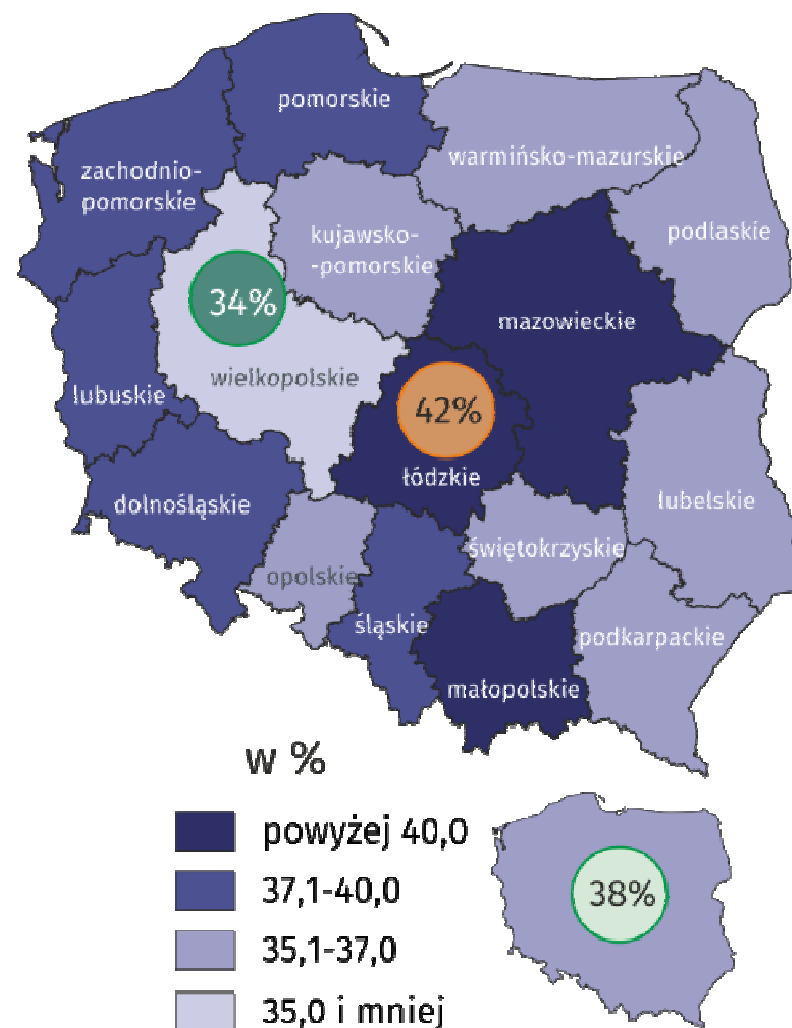 pomorskie
warmińsko-mazurskie
zachodnio-
pomorskie
podlaskie
kujawsko-
-pomorskie
34%
mazowieckie
wielkopolskie
lubuskie
42%
łódzkie
dolnośląskie
lubelskie
świętokrzyskie
opolskie
śląskie
podkarpackie
małopolskie
w %
powyżej 40,0
37,1-40,0
35,1-37,0
35,0 i mniej
38%